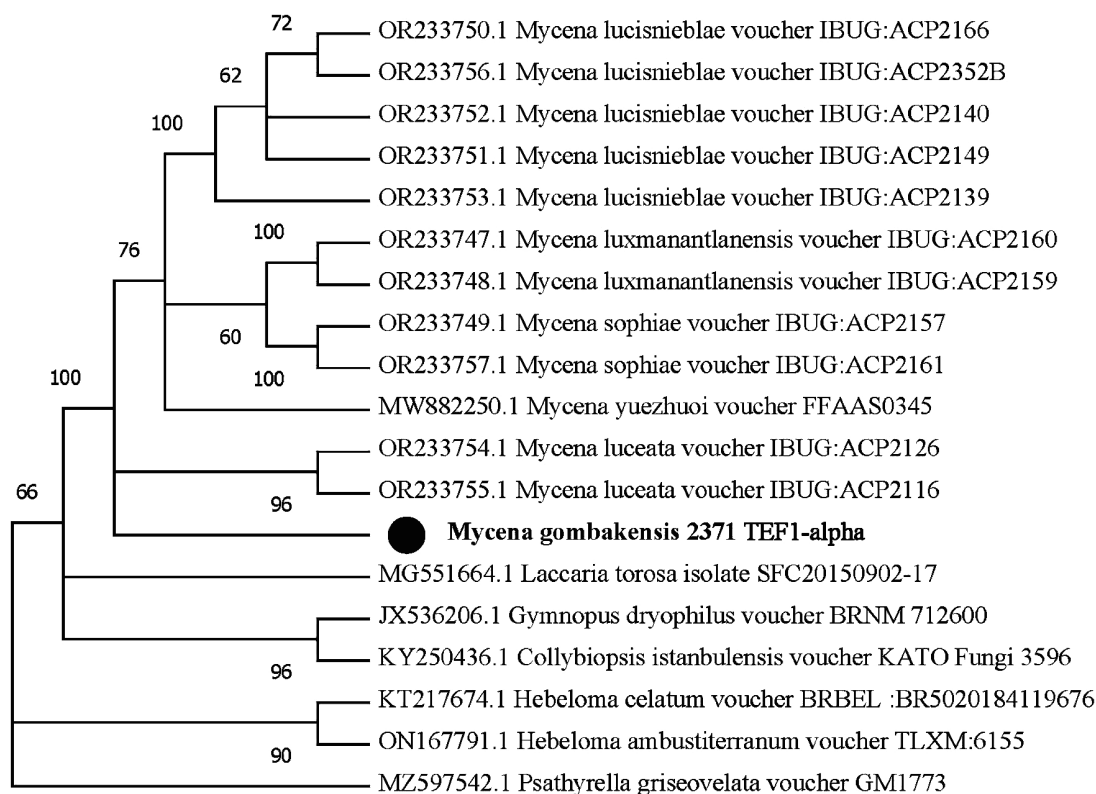 72
OR233750.1 Mycena lucisnieblae voucher IBUG:ACP2166
62
OR233756.1 Mycena lucisnieblae voucher IBUG:ACP2352B
OR233752.1 Mycena lucisnieblae voucher IBUG:ACP2140
100
OR233751.1 Mycena lucisnieblae voucher IBUG:ACP2149
OR233753.1 Mycena lucisnieblae voucher IBUG:ACP2139
100
76
OR233747.1 Mycena luxmanantlanensis voucher IBUG:ACP2160
OR233748.1 Mycena luxmanantlanensis voucher IBUG:ACP2159
OR233749.1 Mycena sophiae voucher IBUG:ACP2157
60
OR233757.1 Mycena sophiae voucher IBUG:ACP2161
100
100
MW882250.1 Mycena yuezhuoi voucher FFAAS0345
OR233754.1 Mycena luceata voucher IBUG:ACP2126
66
OR233755.1 Mycena luceata voucher IBUG:ACP2116
96
Mycena gombakensis 2371 TEF1-alpha
MG551664.1 Laccaria torosa isolate SFC20150902-17
JX536206.1 Gymnopus dryophilus voucher BRNM 712600
KY250436.1 Collybiopsis istanbulensis voucher KATO Fungi 3596
96
KT217674.1 Hebeloma celatum voucher BRBEL :BR5020184119676
ON167791.1 Hebeloma ambustiterranum voucher TLXM:6155
90
MZ597542.1 Psathyrella griseovelata voucher GM1773